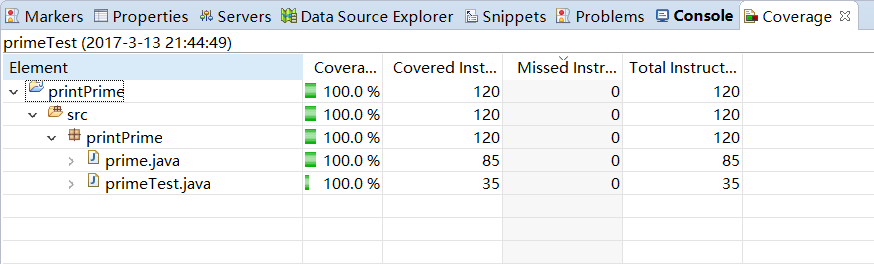 Markers Properties Servers Data Source Explorer Snippets Problems Console Coverage
primeTest (2017-3-13 21:44:49)
Element Covera... Covered Inst... Missed Instr... Total Instruct...
printPrime 100.0 % 120 0 120
src 100.0 % 120 0 120
printPrime 100.0 % 120 0 120
prime.java 100.0 % 85 0 85
primeTest.java 100.0 % 35 0 35